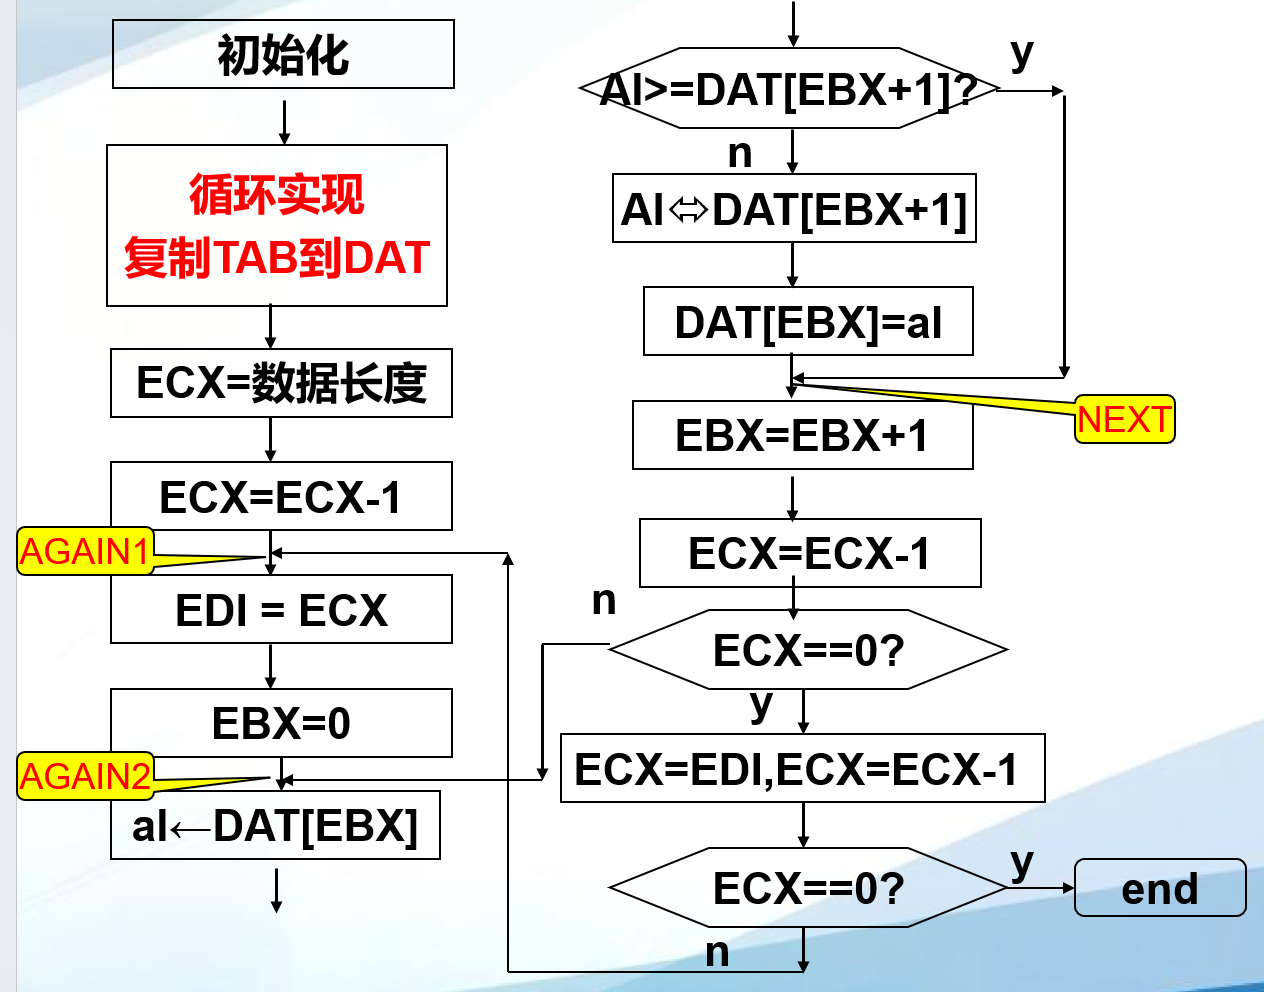 初始化
循环实现
复制TAB到DAT
ECX=数据长度
ECX=ECX-1
AGAIN1
EDI = ECX
EBX=0
AGAIN2
al←DAT[EBX]
Al>=DAT[EBX+1]?
y
n
Al⇔DAT[EBX+1]
DAT[EBX]=al
NEXT
EBX=EBX+1
ECX=ECX-1
n
ECX==0?
y
ECX=EDI,ECX=ECX-1
ECX==0?
y
end
n